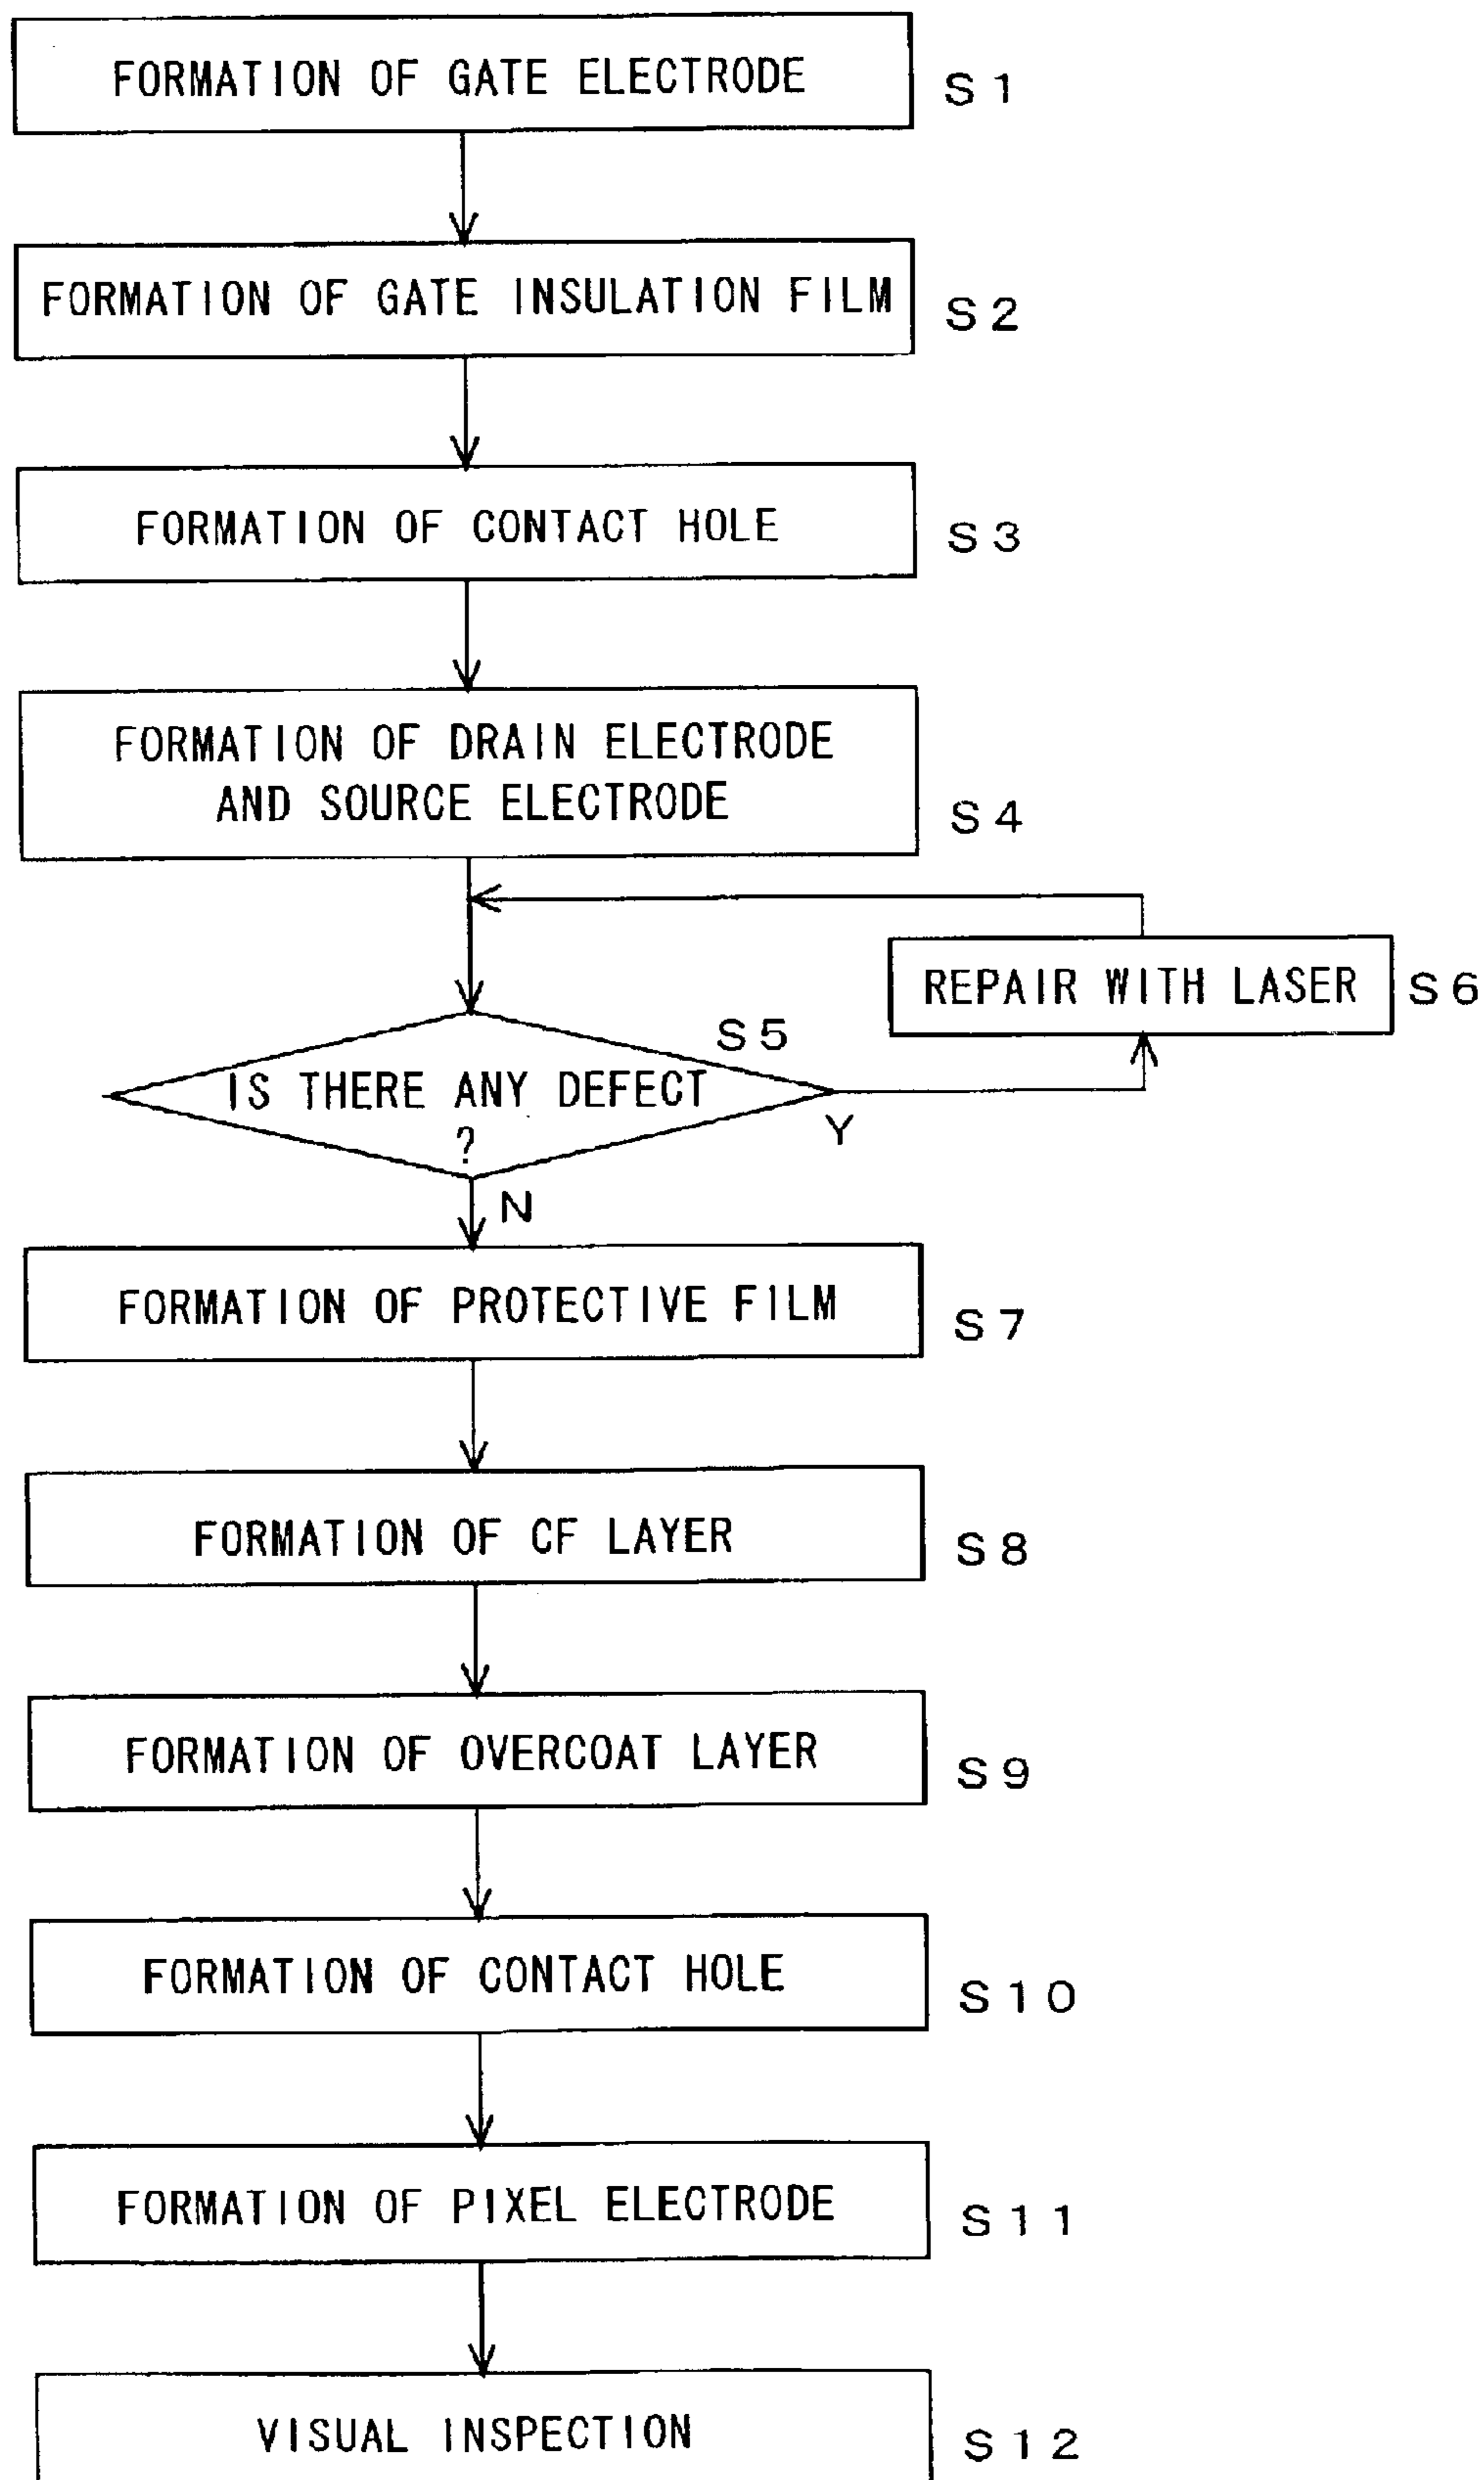 FORMATION OF GATE ELECTRODE S1
FORMATION OF GATE INSULATION FILM S2
FORMATION OF CONTACT HOLE S3
FORMATION OF DRAIN ELECTRODE
AND SOURCE ELECTRODE S4
REPAIR WITH LASER S6
S5
IS THERE ANY DEFECT
?
Y
N
FORMATION OF PROTECTIVE FILM S7
FORMATION OF CF LAYER S8
FORMATION OF OVERCOAT LAYER S9
FORMATION OF CONTACT HOLE S10
FORMATION OF PIXEL ELECTRODE S11
VISUAL INSPECTION S12